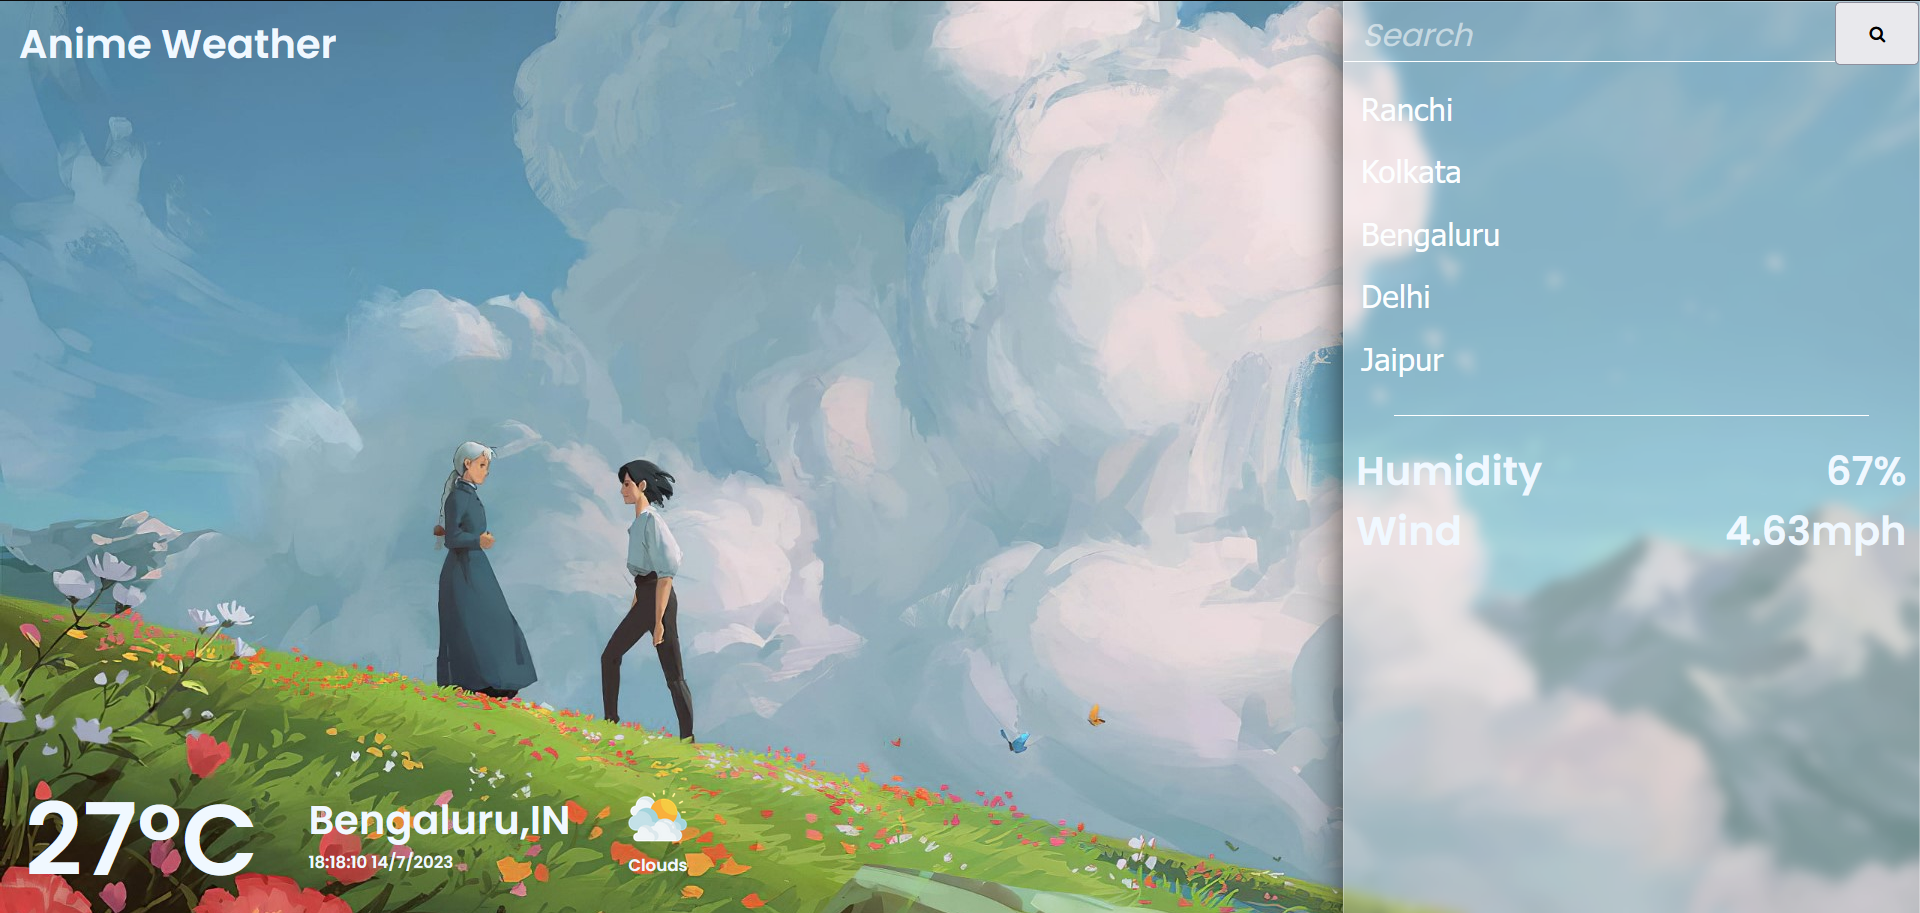 Anime Weather
Search
Ranchi
Kolkata
Bengaluru
Delhi
Jaipur
Humidity 67%
Wind 4.63mph
27°C
Bengaluru,IN
18:18:10 14/7/2023
Clouds